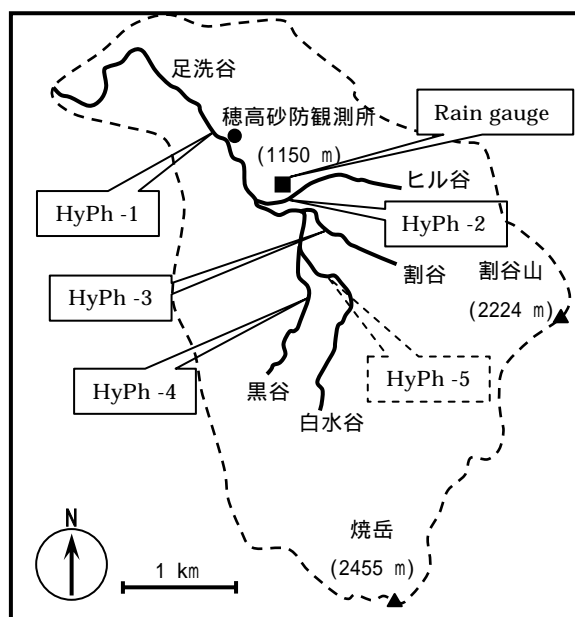 足洗谷
穂高砂防観測所
(1150 m)
Rain gauge
ヒル谷
HyPh -1
HyPh -2
割谷
割谷山
(2224 m)
HyPh -3
HyPh -4
黒谷
HyPh -5
白水谷
焼岳
(2455 m)
N
1 km